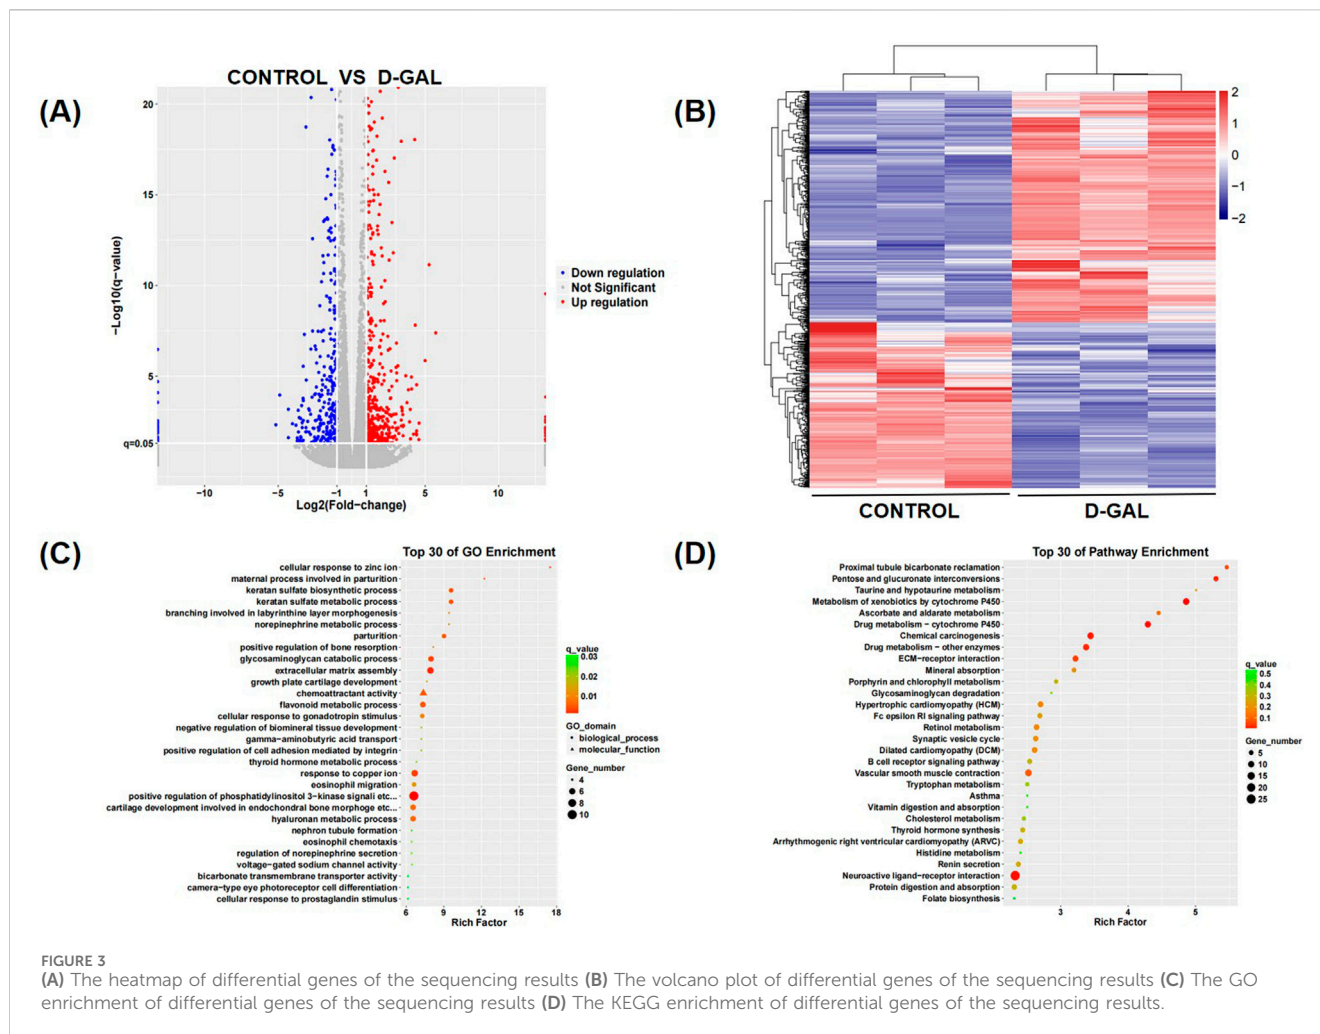 CONTROL VS D-GAL
(A)
20
15
10
5
q=0.05
−Log10(q−value)
−10
−5
−1
1
5
10
Log2(Fold−change)
Down regulation
Not Significant
Up regulation
(B)
2
1
0
−1
−2
CONTROL
D-GAL
(C)
Top 30 of GO Enrichment
cellular response to zinc ion
maternal process involved in parturition
keratan sulfate biosynthetic process
keratan sulfate metabolic process
branching involved in labyrinthine layer morphogenesis
norepinephrine metabolic process
parturition
positive regulation of bone resorption
glycosaminoglycan catabolic process
extracellular matrix assembly
growth plate cartilage development
chemoattractant activity
flavonoid metabolic process
cellular response to gonadotropin stimulus
negative regulation of biomineral tissue development
gamma−aminobutyric acid transport
positive regulation of cell adhesion mediated by integrin
thyroid hormone metabolic process
response to copper ion
eosinophil migration
positive regulation of phosphatidylinositol 3−kinase signali etc...
cartilage development involved in endochondral bone morphoge etc...
hyaluronan metabolic process
nephron tubule formation
eosinophil chemotaxis
regulation of norepinephrine secretion
voltage−gated sodium channel activity
bicarbonate transmembrane transporter activity
camera−type eye photoreceptor cell differentiation
cellular response to prostaglandin stimulus
6
9
12
15
18
Rich Factor
q_value
0.03
0.02
0.01
GO_domain
biological_process
molecular_function
Gene_number
4
6
8
10
(D)
Top 30 of Pathway Enrichment
Proximal tubule bicarbonate reclamation
Pentose and glucuronate interconversions
Taurine and hypotaurine metabolism
Metabolism of xenobiotics by cytochrome P450
Ascorbate and aldarate metabolism
Drug metabolism − cytochrome P450
Chemical carcinogenesis
Drug metabolism − other enzymes
ECM−receptor interaction
Mineral absorption
Porphyrin and chlorophyll metabolism
Glycosaminoglycan degradation
Hypertrophic cardiomyopathy (HCM)
Fc epsilon RI signaling pathway
Retinol metabolism
Synaptic vesicle cycle
Dilated cardiomyopathy (DCM)
B cell receptor signaling pathway
Vascular smooth muscle contraction
Tryptophan metabolism
Asthma
Vitamin digestion and absorption
Cholesterol metabolism
Thyroid hormone synthesis
Arrhythmogenic right ventricular cardiomyopathy (ARVC)
Histidine metabolism
Renin secretion
Neuroactive ligand−receptor interaction
Protein digestion and absorption
Folate biosynthesis
3
4
5
Rich Factor
q_value
0.5
0.4
0.3
0.2
0.1
Gene_number
5
10
15
20
25
FIGURE 3
(A) The heatmap of differential genes of the sequencing results (B) The volcano plot of differential genes of the sequencing results (C) The GO
enrichment of differential genes of the sequencing results (D) The KEGG enrichment of differential genes of the sequencing results.